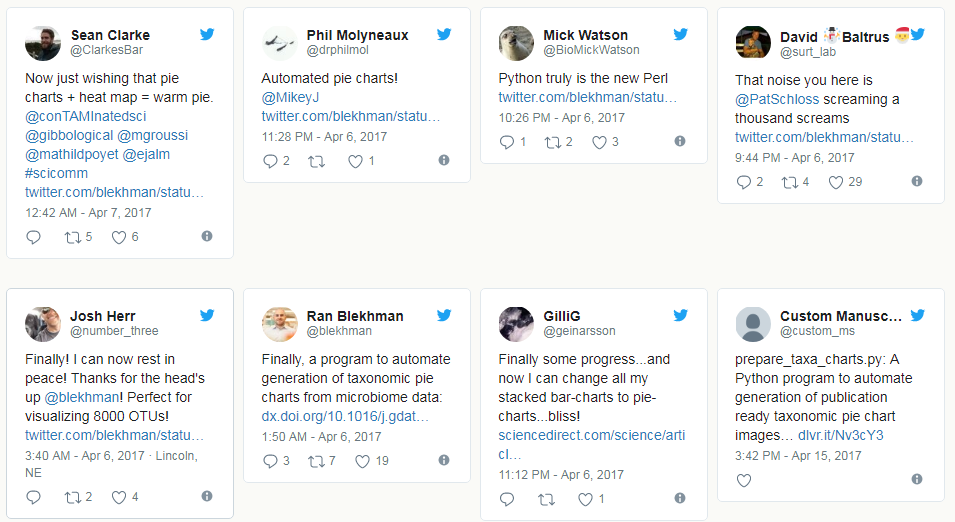 Sean Clarke
@ClarkesBar
Now just wishing that pie
charts + heat map = warm pie.
@conTAMInatedsci
@gibbological @mgroussi
@mathildpoyet @ejalm
#scicomm
twitter.com/blekhman/statu…
12:42 AM - Apr 7, 2017
5 6
Phil Molyneaux
@drphilmol
Automated pie charts!
@MikeyJ
twitter.com/blekhman/statu…
11:28 PM - Apr 6, 2017
2 1
Mick Watson
@BioMickWatson
Python truly is the new Perl
twitter.com/blekhman/statu…
10:26 PM - Apr 6, 2017
1 2 3
David ☃️Baltrus 🎅
@surt_lab
That noise you here is
@PatSchloss screaming a
thousand screams
twitter.com/blekhman/statu…
9:44 PM - Apr 6, 2017
2 4 29
Josh Herr
@number_three
Finally! I can now rest in
peace! Thanks for the head's
up @blekhman! Perfect for
visualizing 8000 OTUs!
twitter.com/blekhman/statu…
3:40 AM - Apr 6, 2017 · Lincoln,
NE
2 4
Ran Blekhman
@blekhman
Finally, a program to automate
generation of taxonomic pie
charts from microbiome data:
dx.doi.org/10.1016/j.gdat…
1:50 AM - Apr 6, 2017
3 7 19
GilliG
@geinarsson
Finally some progress...and
now I can change all my
stacked bar-charts to pie-
charts...bliss!
sciencedirect.com/science/arti
cl…
11:12 PM - Apr 6, 2017
1
Custom Manusc…
@custom_ms
prepare_taxa_charts.py: A
Python program to automate
generation of publication
ready taxonomic pie chart
images… dlvr.it/Nv3cY3
3:42 PM - Apr 15, 2017